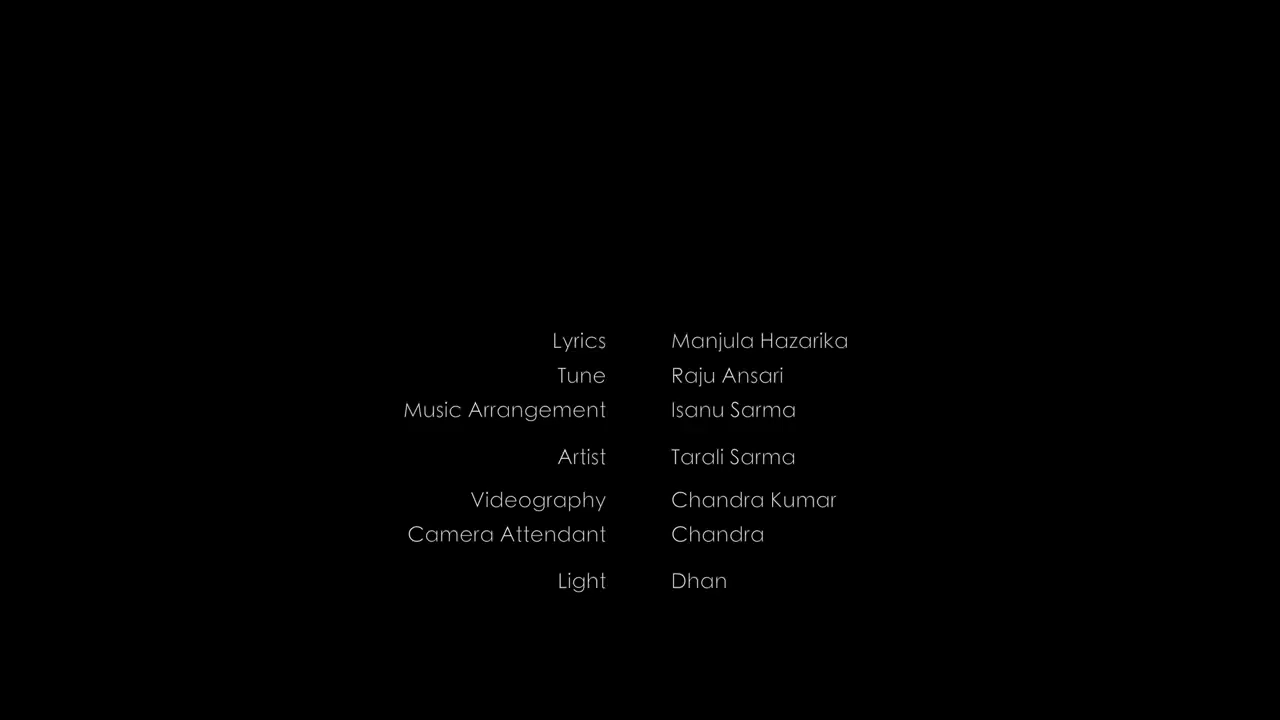 Lyrics Manjula Hazarika
Tune Raju Ansari
Music Arrangement Isanu Sarma
Artist Tarali Sarma
Videography Chandra Kumar
Camera Attendant Chandra
Light Dhan